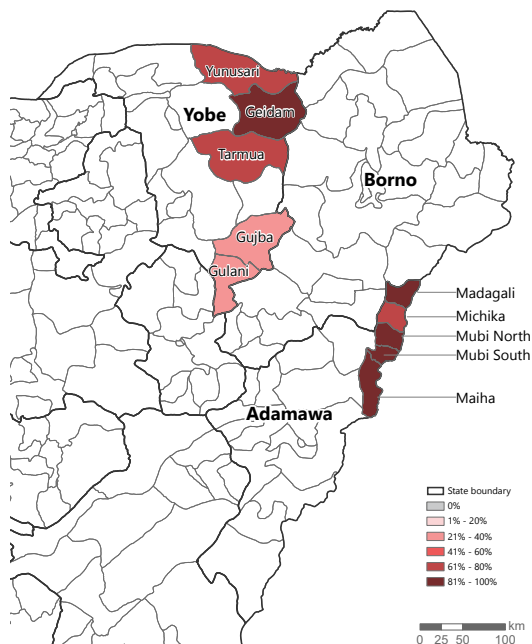 Yunusari
Yobe
Geidam
Tarmua
Borno
Gujba
Gulani
Madagali
Michika
Mubi North
Mubi South
Maiha
Adamawa
State boundary
0%
1% - 20%
21% - 40%
41% - 60%
61% - 80%
81% - 100%
km
0 25 50 100